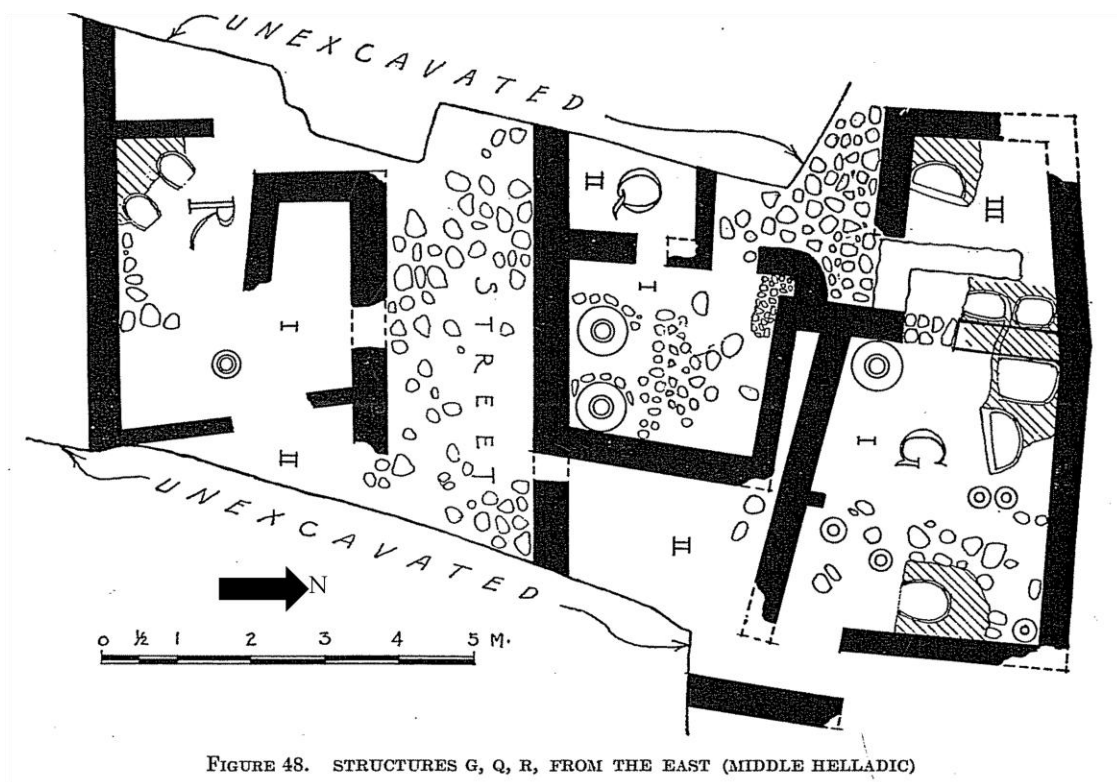 UNEXCAVATED
R
I
II
STREET
II
Q
I
II
III
I
G
UNEXCAVATED
N
0 ½ 1 2 3 4 5 M.
FIGURE 48. STRUCTURES G, Q, R, FROM THE EAST (MIDDLE HELLADIC)